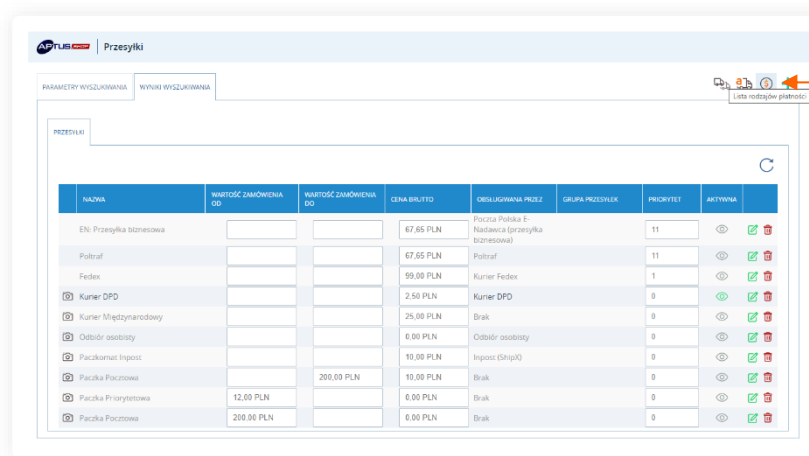 APTUS SHOP Przesyłki
PARAMETRY WYSZUKIWANIA WYNIKI WYSZUKIWANIA
Lista rodzajów płatności
PRZESYŁKI
NAZWA WARTOŚĆ ZAMÓWIENIA OD WARTOŚĆ ZAMÓWIENIA DO CENA BRUTTO OBSŁUGIWANA PRZEZ GRUPA PRZESYŁEK PRIORYTET AKTYWNA
EN: Przesyłka biznesowa 67,65 PLN Poczta Polska E-Nadawca (przesyłka biznesowa) 11
Poltraf 67,65 PLN Poltraf 11
Fedex 99,00 PLN Kurier Fedex 1
Kurier DPD 2,50 PLN Kurier DPD 0
Kurier Międzynarodowy 25,00 PLN Brak 0
Odbiór osobisty 0,00 PLN Odbiór osobisty 0
Paczkomat Inpost 10,00 PLN Inpost (ShipX) 0
Paczka Pocztowa 200,00 PLN 10,00 PLN Brak 0
Paczka Priorytetowa 12,00 PLN 0,00 PLN Brak 0
Paczka Pocztowa 200,00 PLN 0,00 PLN Brak 0